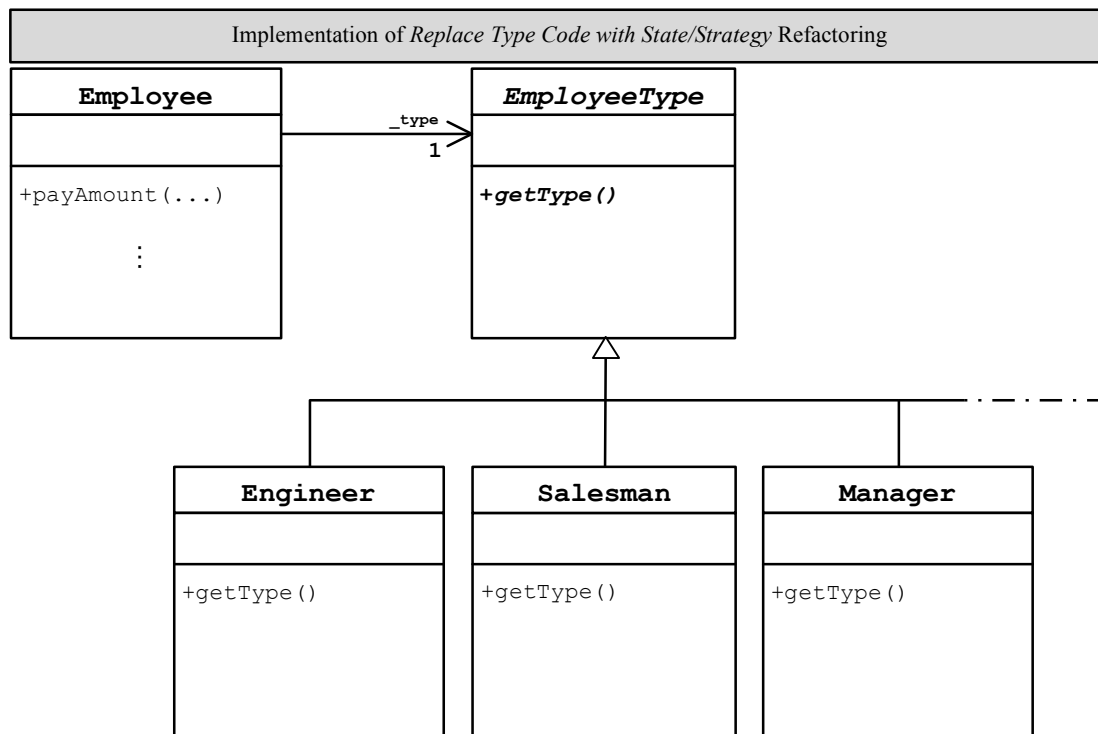 Implementation of Replace Type Code with State/Strategy Refactoring
Employee
+payAmount(...)
⋮
_type
1
EmployeeType
+getType()
Engineer
+getType()
Salesman
+getType()
Manager
+getType()